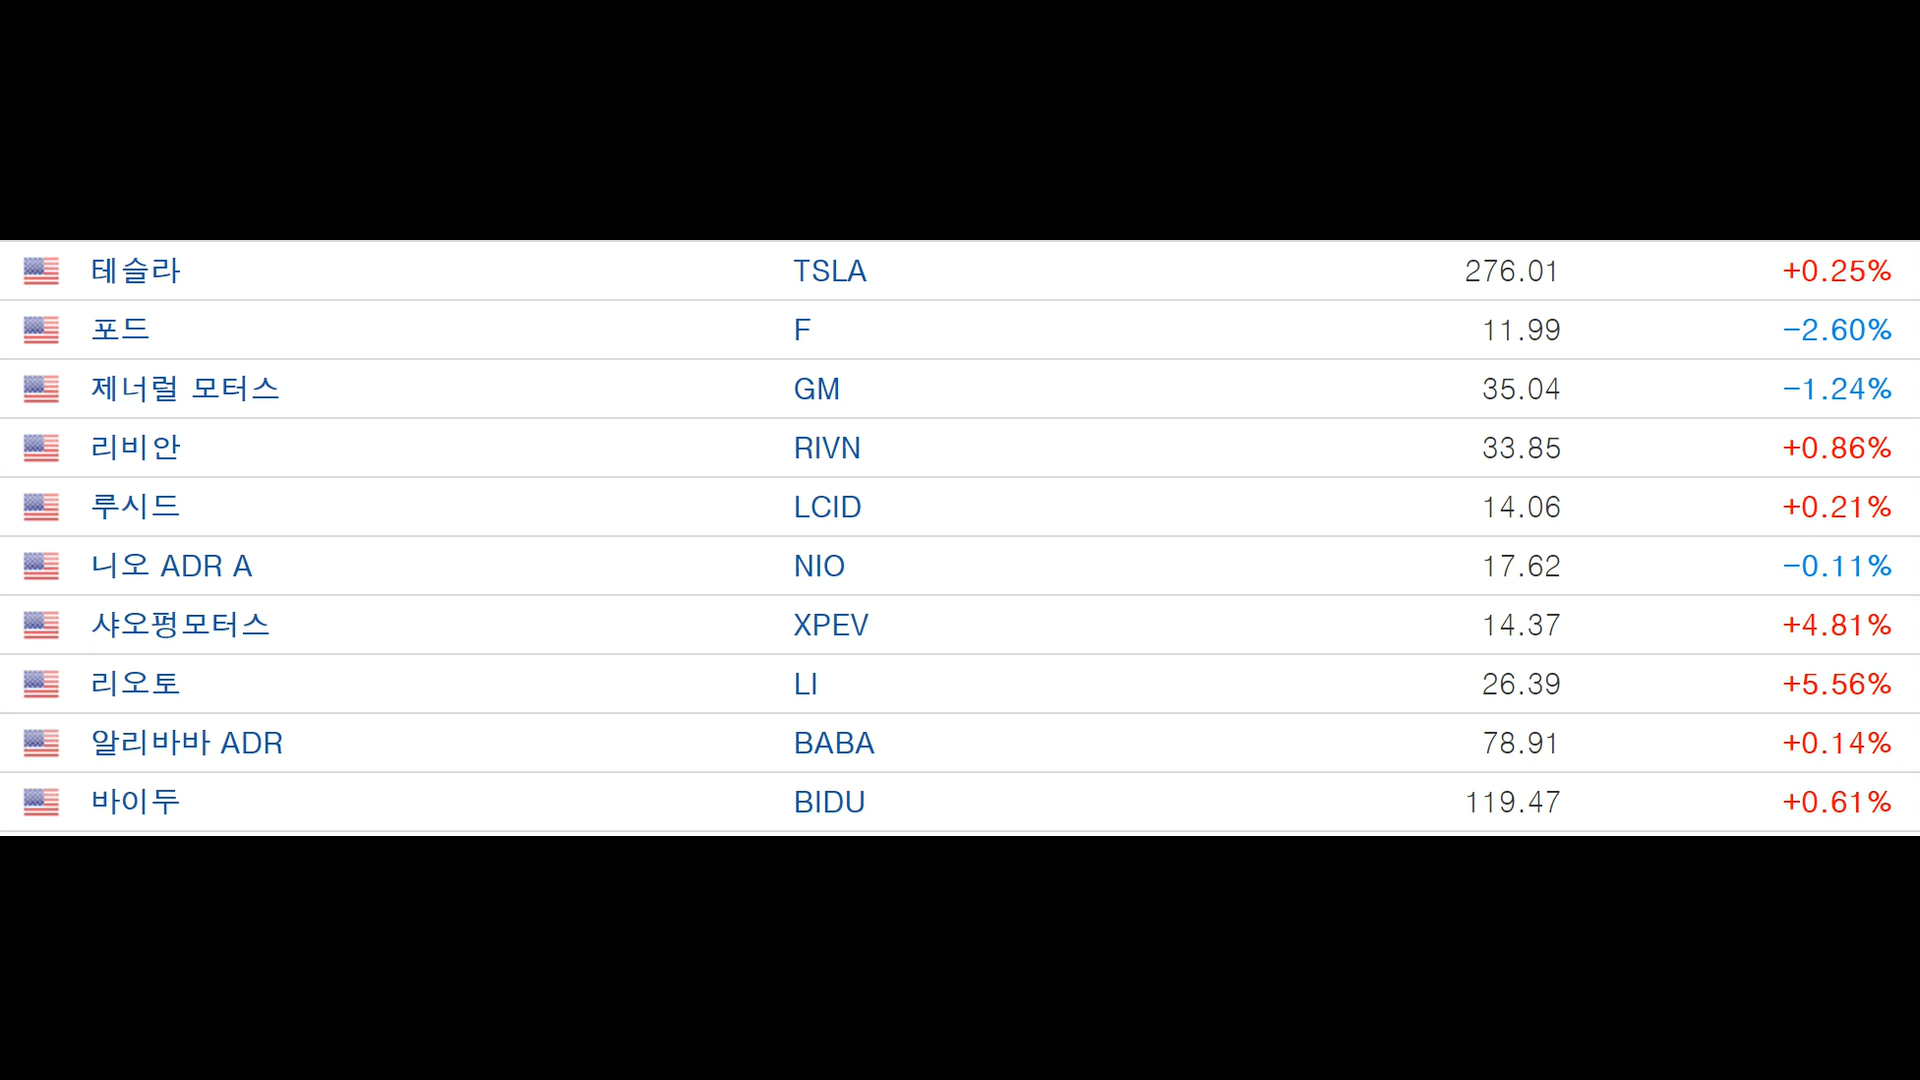 테슬라 TSLA 276.01 +0.25%
포드 F 11.99 -2.60%
제너럴 모터스 GM 35.04 -1.24%
리비안 RIVN 33.85 +0.86%
루시드 LCID 14.06 +0.21%
니오 ADR A NIO 17.62 -0.11%
샤오펑모터스 XPEV 14.37 +4.81%
리오토 LI 26.39 +5.56%
알리바바 ADR BABA 78.91 +0.14%
바이두 BIDU 119.47 +0.61%